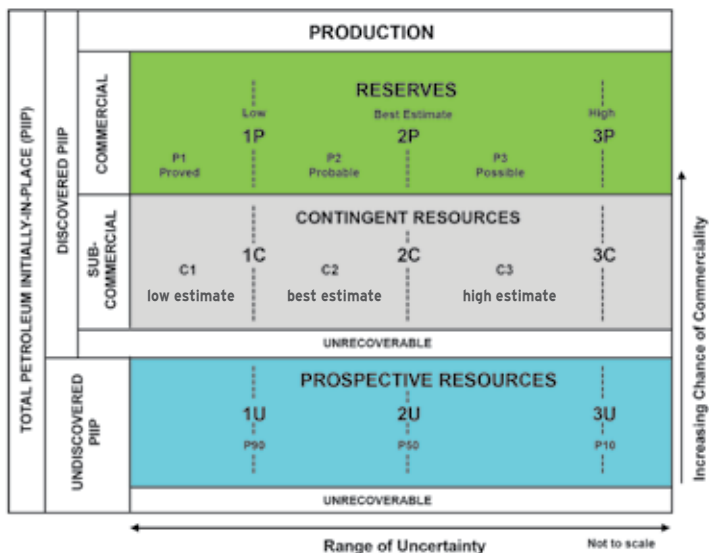 TOTAL PETROLEUM INITIALLY-IN-PLACE (PIIP)
DISCOVERED PIIP
COMMERCIAL
PRODUCTION
RESERVES
Low Best Estimate High
1P 2P 3P
P1 P2 P3
Proved Probable Possible
SUB-
COMMERCIAL
CONTINGENT RESOURCES
1C 2C 3C
C1 C2 C3
low estimate best estimate high estimate
UNRECOVERABLE
UNDISCOVERED
PIIP
PROSPECTIVE RESOURCES
1U 2U 3U
P90 P50 P10
UNRECOVERABLE
Increasing Chance of Commerciality
Range of Uncertainty Not to scale